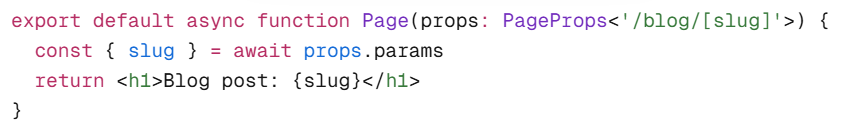 export default async function Page(props: PageProps<'/blog/[slug]'>) {
  const { slug } = await props.params
  return <h1>Blog post: {slug}</h1>
}